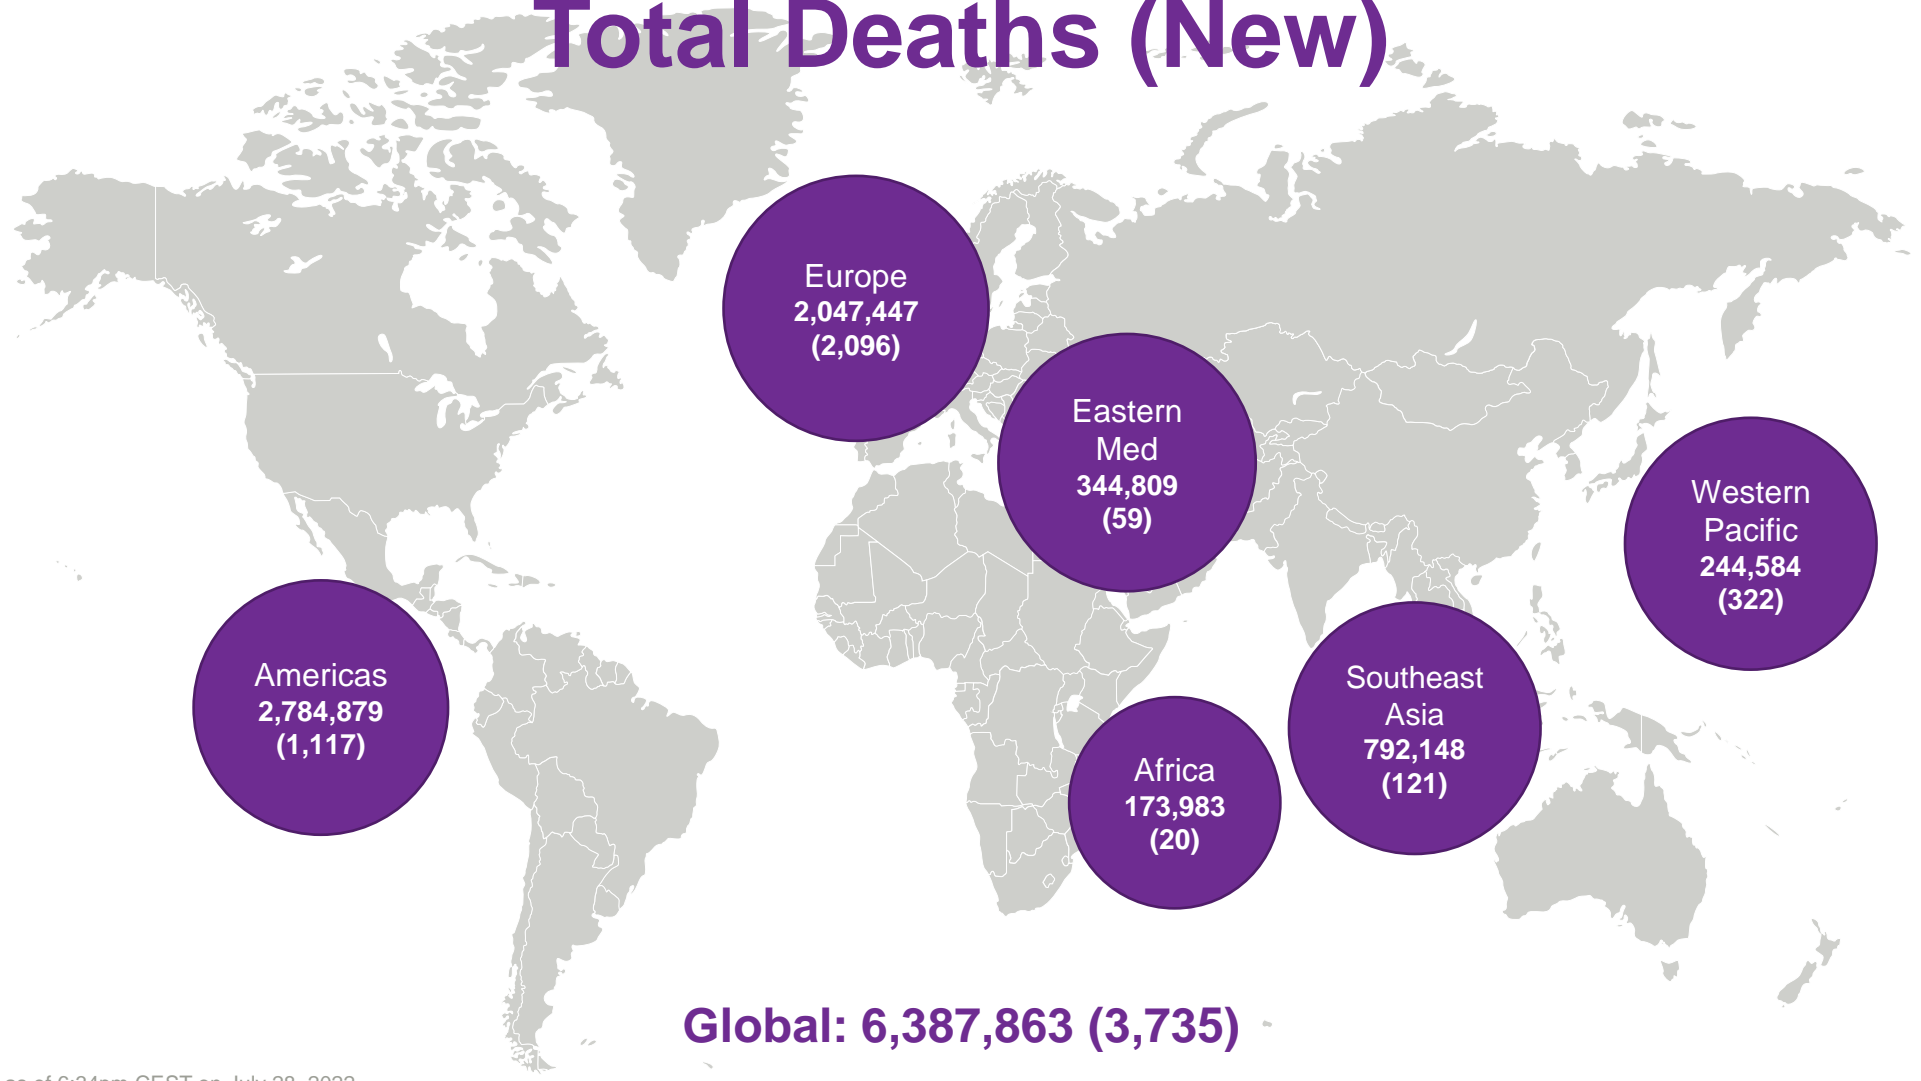 Total Deaths (New)
Europe
2,047,447
(2,096)
Eastern
Med
344,809
(59)
Western
Pacific
244,584
(322)
Americas
2,784,879
(1,117)
Southeast
Asia
792,148
(121)
Africa
173,983
(20)
Global: 6,387,863 (3,735)